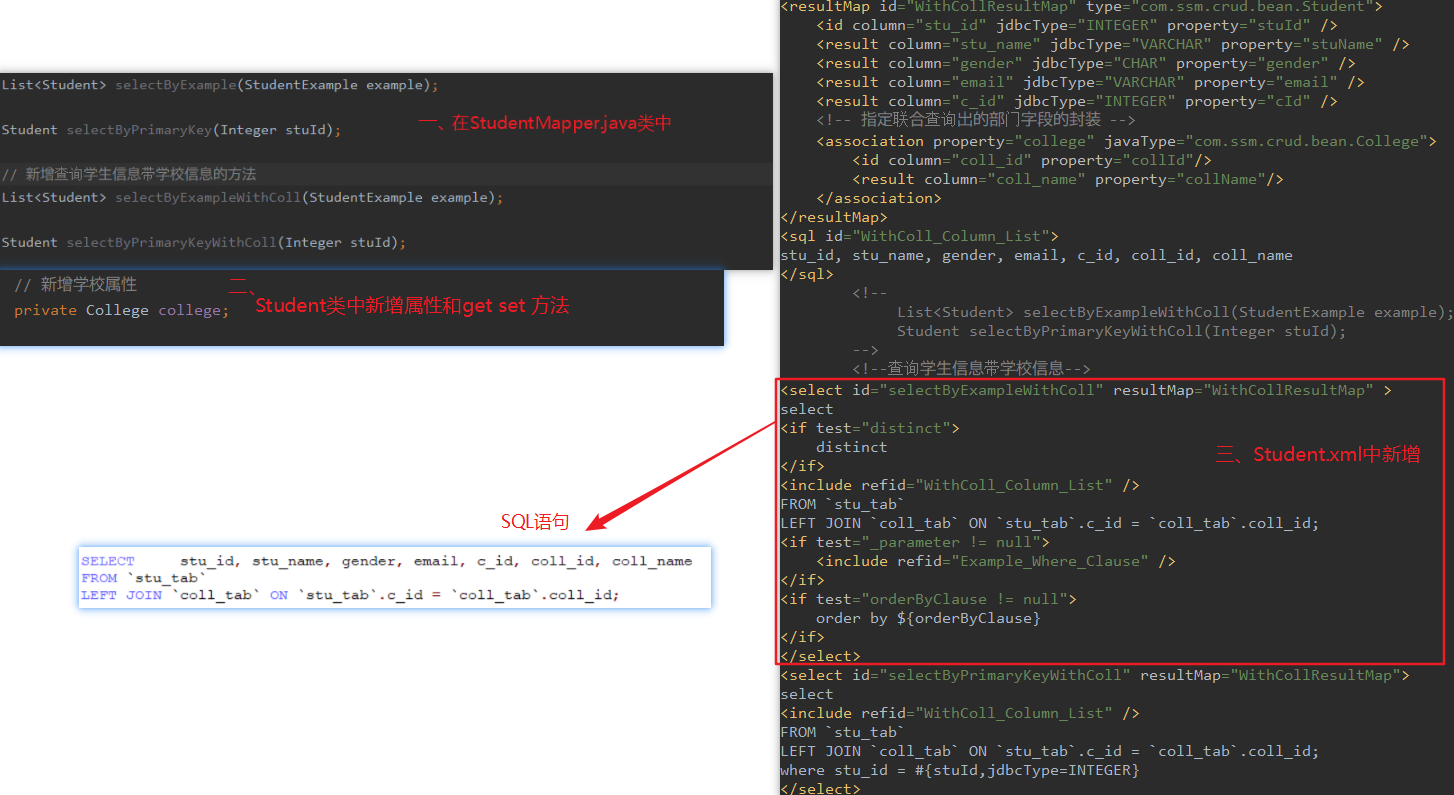 List<Student> selectByExample(StudentExample example);
Student selectByPrimaryKey(Integer stuId);
一、在StudentMapper.java类中
// 新增查询学生信息带学校信息的方法
List<Student> selectByExampleWithColl(StudentExample example);
Student selectByPrimaryKeyWithColl(Integer stuId);
// 新增学校属性
private College college;
二、
Student类中新增属性和get set 方法
SQL语句
SELECT stu_id, stu_name, gender, email, c_id, coll_id, coll_name
FROM `stu_tab`
LEFT JOIN `coll_tab` ON `stu_tab`.c_id = `coll_tab`.coll_id;
<resultMap id="WithCollResultMap" type="com.ssm.crud.bean.Student">
<id column="stu_id" jdbcType="INTEGER" property="stuId" />
<result column="stu_name" jdbcType="VARCHAR" property="stuName" />
<result column="gender" jdbcType="CHAR" property="gender" />
<result column="email" jdbcType="VARCHAR" property="email" />
<result column="c_id" jdbcType="INTEGER" property="cId" />
<!-- 指定联合查询出的部门字段的封装 -->
<association property="college" javaType="com.ssm.crud.bean.College">
<id column="coll_id" property="collId"/>
<result column="coll_name" property="collName"/>
</association>
</resultMap>
<sql id="WithColl_Column_List">
stu_id, stu_name, gender, email, c_id, coll_id, coll_name
</sql>
<!--
List<Student> selectByExampleWithColl(StudentExample example);
Student selectByPrimaryKeyWithColl(Integer stuId);
-->
<!--查询学生信息带学校信息-->
<select id="selectByExampleWithColl" resultMap="WithCollResultMap" >
select
<if test="distinct">
distinct
</if>
三、Student.xml中新增
<include refid="WithColl_Column_List" />
FROM `stu_tab`
LEFT JOIN `coll_tab` ON `stu_tab`.c_id = `coll_tab`.coll_id;
<if test="_parameter != null">
<include refid="Example_Where_Clause" />
</if>
<if test="orderByClause != null">
order by ${orderByClause}
</if>
</select>
<select id="selectByPrimaryKeyWithColl" resultMap="WithCollResultMap">
select
<include refid="WithColl_Column_List" />
FROM `stu_tab`
LEFT JOIN `coll_tab` ON `stu_tab`.c_id = `coll_tab`.coll_id;
where stu_id = #{stuId,jdbcType=INTEGER}
</select>